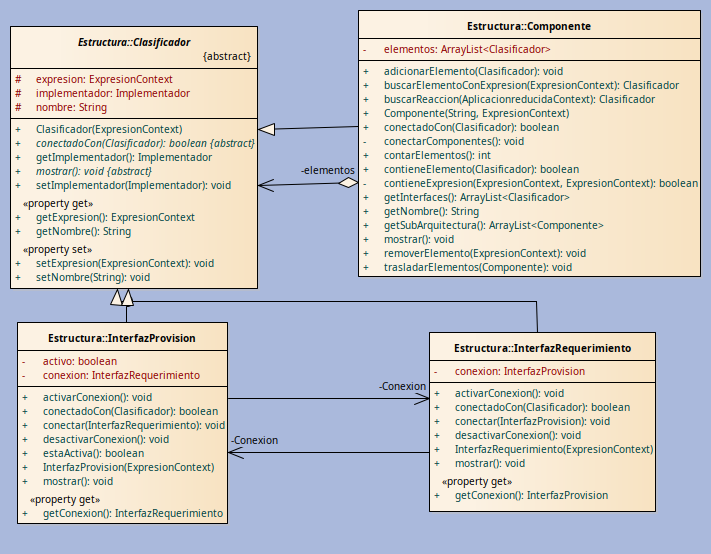 Estructura::Clasificador
{abstract}
# expresion: ExpresionContext
# implementador: Implementador
# nombre: String
+ Clasificador(ExpresionContext)
+ conectadoCon(Clasificador): boolean {abstract}
+ getImplementador(): Implementador
+ mostrar(): void {abstract}
+ setImplementador(Implementador): void
«property get»
+ getExpresion(): ExpresionContext
+ getNombre(): String
«property set»
+ setExpresion(ExpresionContext): void
+ setNombre(String): void
Estructura::Componente
- elementos: ArrayList<Clasificador>
+ adicionarElemento(Clasificador): void
+ buscarElementoConExpresion(ExpresionContext): Clasificador
+ buscarReaccion(AplicacionreducidaContext): Clasificador
+ Componente(String, ExpresionContext)
+ conectadoCon(Clasificador): boolean
- conectarComponentes(): void
+ contarElementos(): int
+ contieneElemento(Clasificador): boolean
- contieneExpresion(ExpresionContext, ExpresionContext): boolean
+ getInterfaces(): ArrayList<Clasificador>
+ getNombre(): String
+ getSubArquitectura(): ArrayList<Componente>
+ mostrar(): void
+ removerElemento(ExpresionContext): void
+ trasladarElementos(Componente): void
-elementos
Estructura::InterfazProvision
- activo: boolean
- conexion: InterfazRequerimiento
+ activarConexion(): void
+ conectadoCon(Clasificador): boolean
+ conectar(InterfazRequerimiento): void
+ desactivarConexion(): void
+ estaActiva(): boolean
+ InterfazProvision(ExpresionContext)
+ mostrar(): void
«property get»
+ getConexion(): InterfazRequerimiento
-Conexion
-Conexion
Estructura::InterfazRequerimiento
- conexion: InterfazProvision
+ activarConexion(): void
+ conectadoCon(Clasificador): boolean
+ conectar(InterfazProvision): void
+ desactivarConexion(): void
+ InterfazRequerimiento(ExpresionContext)
+ mostrar(): void
«property get»
+ getConexion(): InterfazProvision